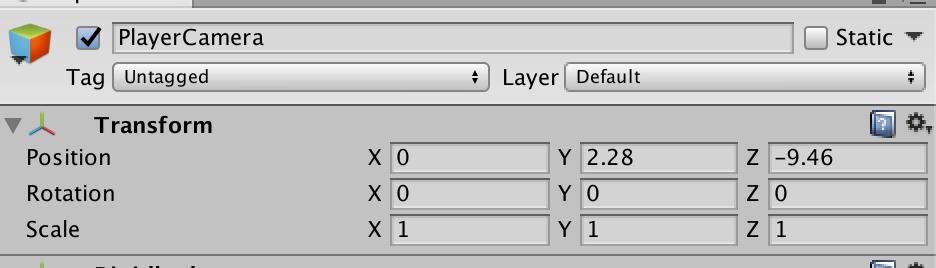 PlayerCamera Static
Tag Untagged Layer Default
Transform
Position X 0 Y 2.28 Z -9.46
Rotation X 0 Y 0 Z 0
Scale X 1 Y 1 Z 1